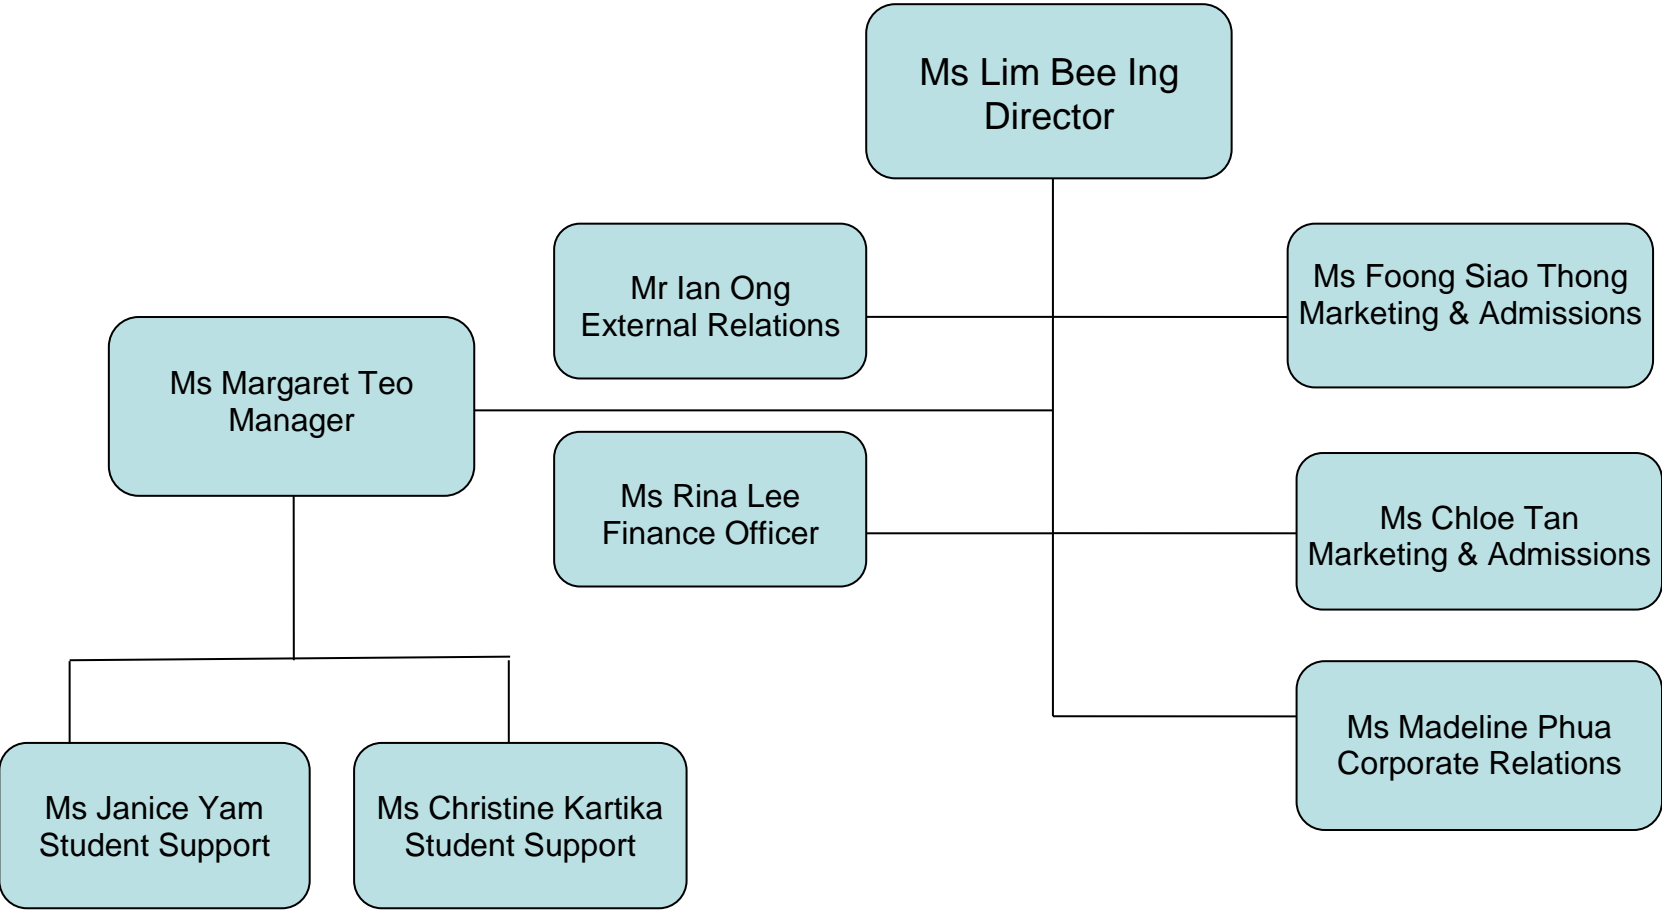 Ms Lim Bee Ing
Director
Mr Ian Ong
External Relations
Ms Foong Siao Thong
Marketing & Admissions
Ms Margaret Teo
Manager
Ms Rina Lee
Finance Officer
Ms Chloe Tan
Marketing & Admissions
Ms Madeline Phua
Corporate Relations
Ms Janice Yam
Student Support
Ms Christine Kartika
Student Support